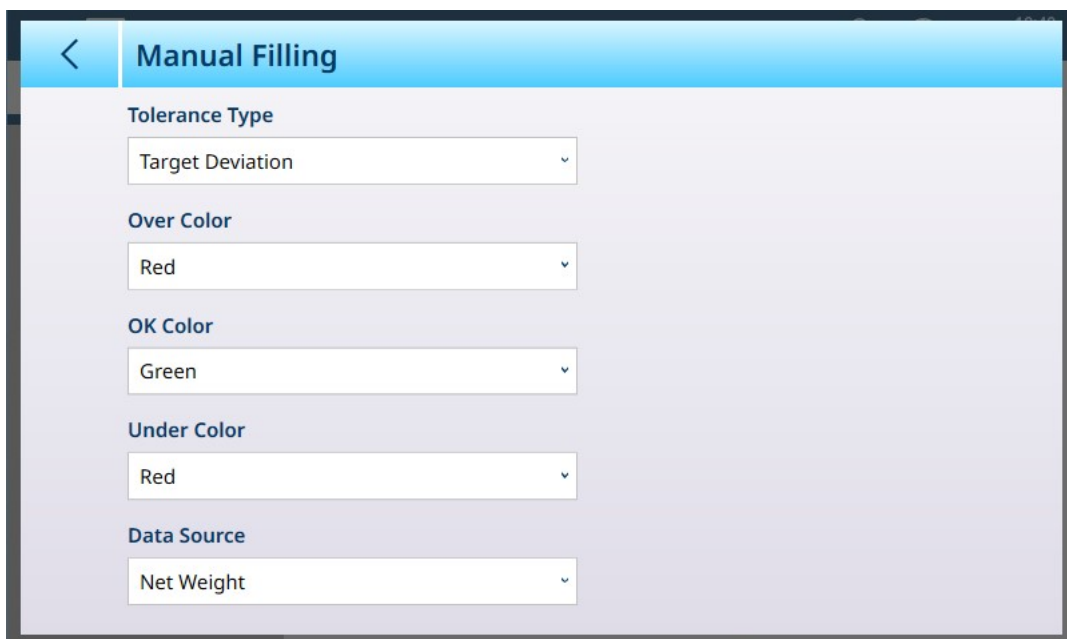 Manual Filling
Tolerance Type
Target Deviation
Over Color
Red
OK Color
Green
Under Color
Red
Data Source
Net Weight